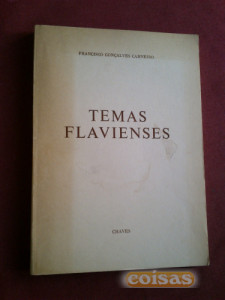 FRANCISCO GONÇALVES CARNEIRO
TEMAS
FLAVIENSES
CHAVES
coisas